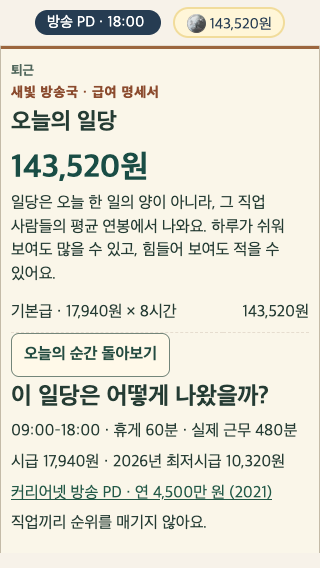 방송 PD · 18:00
143,520원
퇴근
새빛 방송국 · 급여 명세서
오늘의 일당
143,520원
일당은 오늘 한 일의 양이 아니라, 그 직업
사람들의 평균 연봉에서 나와요. 하루가 쉬워
보여도 많을 수 있고, 힘들어 보여도 적을 수
있어요.
기본급 · 17,940원 × 8시간 143,520원
오늘의 순간 돌아보기
이 일당은 어떻게 나왔을까?
09:00-18:00 · 휴게 60분 · 실제 근무 480분
시급 17,940원 · 2026년 최저시급 10,320원
커리어넷 방송 PD · 연 4,500만 원 (2021)
직업끼리 순위를 매기지 않아요.